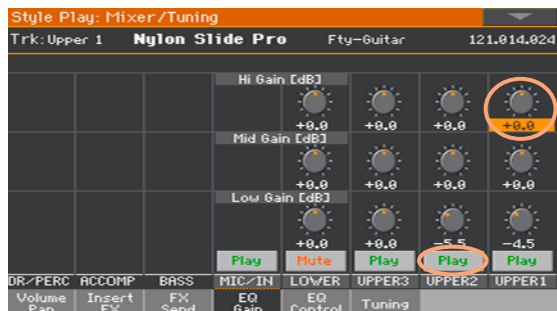 Style Play: Mixer/Tuning
Trk:Upper 1 Nylon Slide Pro Fty-Guitar 121.014.024
Hi Gain [dB]
+0.0 +0.0 +0.0 +0.0
Mid Gain [dB]
+0.0 +0.0 +0.0 +0.0
Low Gain [dB]
+0.0 +0.0 -5.5 -4.5
Play Mute Play Play Play
DR/PERC ACCOMP BASS MIC/IN LOWER UPPER3 UPPER2 UPPER1
Volume Insert FX EQ EQ Tuning
Pan FX Send Gain Control